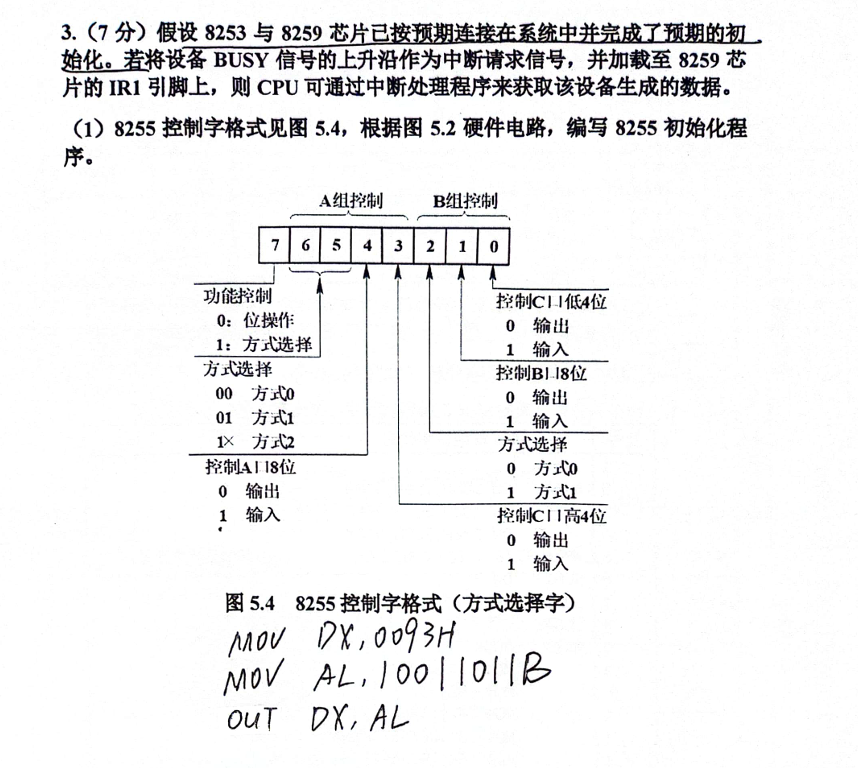 3.（7 分）假设 8253 与 8259 芯片已按预期连接在系统中并完成了预期的初
始化。若将设备 BUSY 信号的上升沿作为中断请求信号，并加载至 8259 芯
片的 IR1 引脚上，则 CPU 可通过中断处理程序来获取该设备生成的数据。
（1）8255 控制字格式见图 5.4，根据图 5.2 硬件电路，编写 8255 初始化程
序。
A组控制 B组控制
7 6 5 4 3 2 1 0
功能控制
0：位操作
1：方式选择
方式选择
00 方式0
01 方式1
1× 方式2
控制A口8位
0 输出
1 输入
控制C口低4位
0 输出
1 输入
控制B口8位
0 输出
1 输入
方式选择
0 方式0
1 方式1
控制C口高4位
0 输出
1 输入
图 5.4 8255 控制字格式（方式选择字）
MOV DX, 0093H
MOV AL, 10011011B
OUT DX, AL